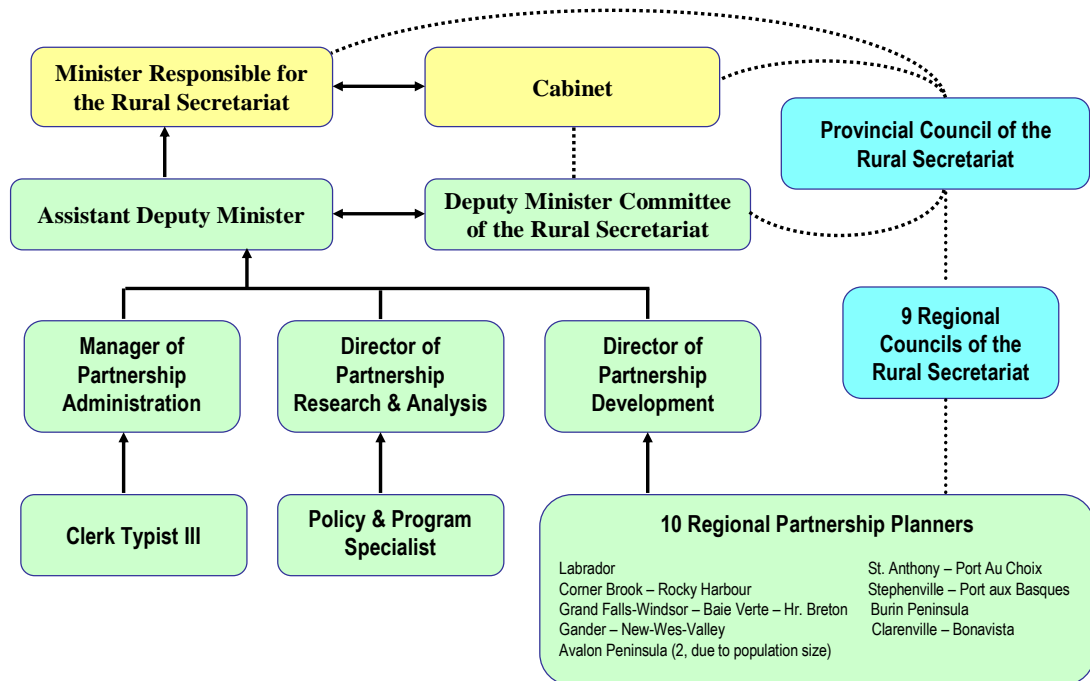 Minister Responsible for
the Rural Secretariat
Cabinet
Provincial Council of the
Rural Secretariat
Assistant Deputy Minister
Deputy Minister Committee
of the Rural Secretariat
9 Regional
Councils of the
Rural Secretariat
Manager of
Partnership
Administration
Director of
Partnership
Research & Analysis
Director of
Partnership
Development
Clerk Typist III
Policy & Program
Specialist
10 Regional Partnership Planners
Labrador
Corner Brook – Rocky Harbour
Grand Falls-Windsor – Baie Verte – Hr. Breton
Gander – New-Wes-Valley
Avalon Peninsula (2, due to population size)
St. Anthony – Port Au Choix
Stephenville – Port aux Basques
Burin Peninsula
Clarenville – Bonavista